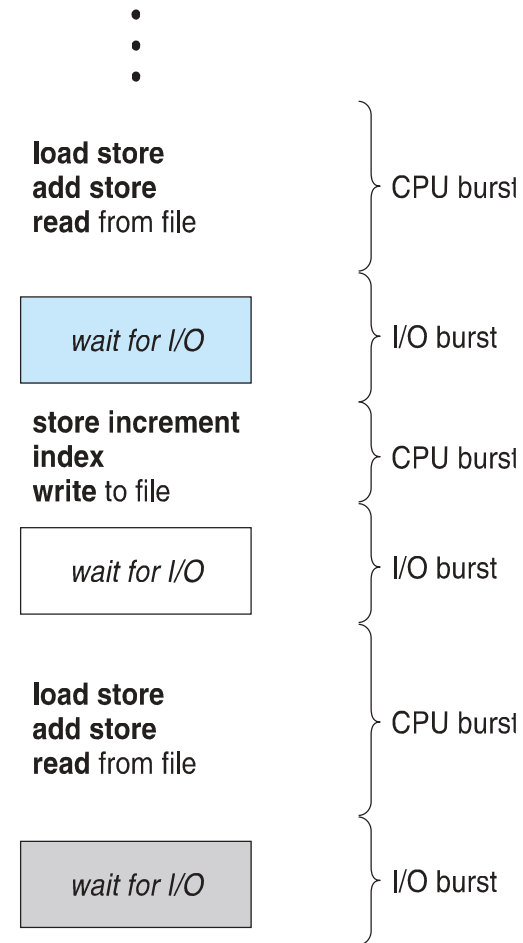 load store
add store
read from file
CPU burst
wait for I/O
I/O burst
store increment
index
write to file
CPU burst
wait for I/O
I/O burst
load store
add store
read from file
CPU burst
wait for I/O
I/O burst